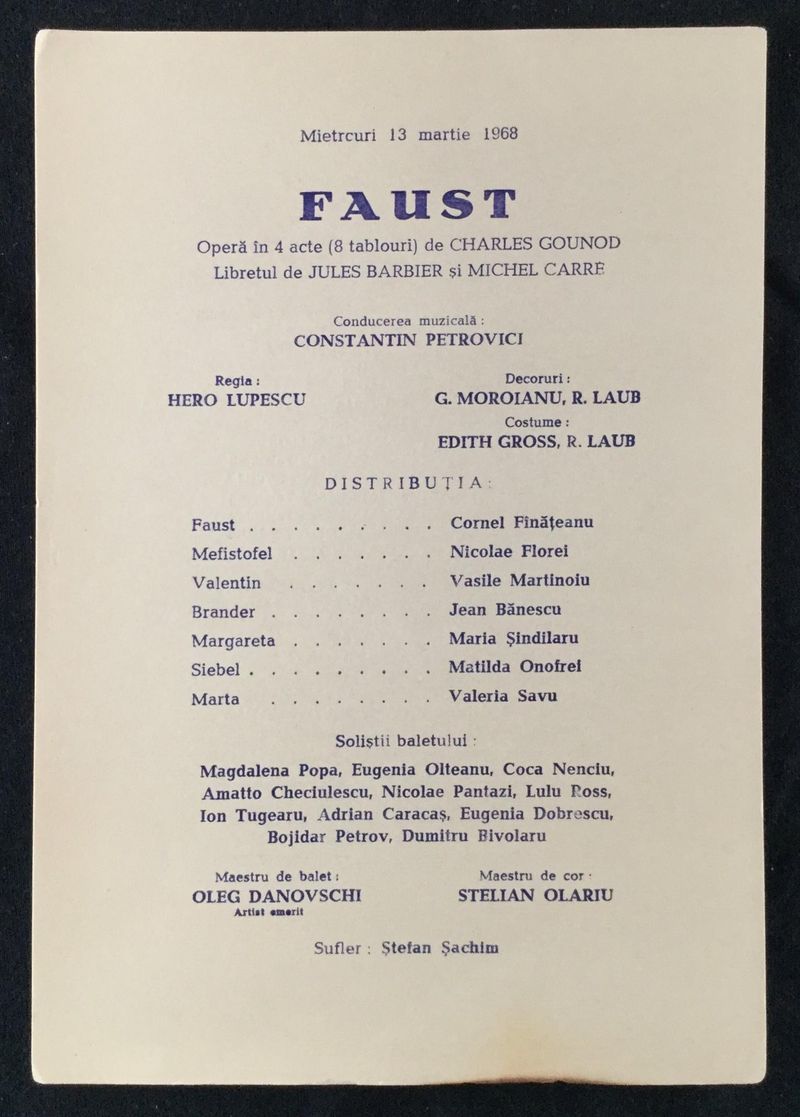 Mietrcuri 13 martie 1968
FAUST
Operă în 4 acte (8 tablouri) de CHARLES GOUNOD
Libretul de JULES BARBIER și MICHEL CARRÉ
Conducerea muzicală :
CONSTANTIN PETROVICI
Regia :
HERO LUPESCU
Decoruri :
G. MOROIANU, R. LAUB
Costume :
EDITH GROSS, R. LAUB
DISTRIBUȚIA :
Faust . . . . . . . . . Cornel Fînățeanu
Mefistofel . . . . . . . Nicolae Florei
Valentin . . . . . . . Vasile Martinoiu
Brander . . . . . . . . Jean Bănescu
Margareta . . . . . . . Maria Șindilaru
Siebel . . . . . . . . . Matilda Onofrei
Marta . . . . . . . . Valeria Savu
Soliștii baletului :
Magdalena Popa, Eugenia Olteanu, Coca Nenciu,
Amatto Checiulescu, Nicolae Pantazi, Lulu Ross,
Ion Tugearu, Adrian Caracaș, Eugenia Dobrescu,
Bojidar Petrov, Dumitru Bivolaru
Maestru de balet :
OLEG DANOVSCHI
Artist emerit
Maestru de cor :
STELIAN OLARIU
Sufler : Ștefan Șachim